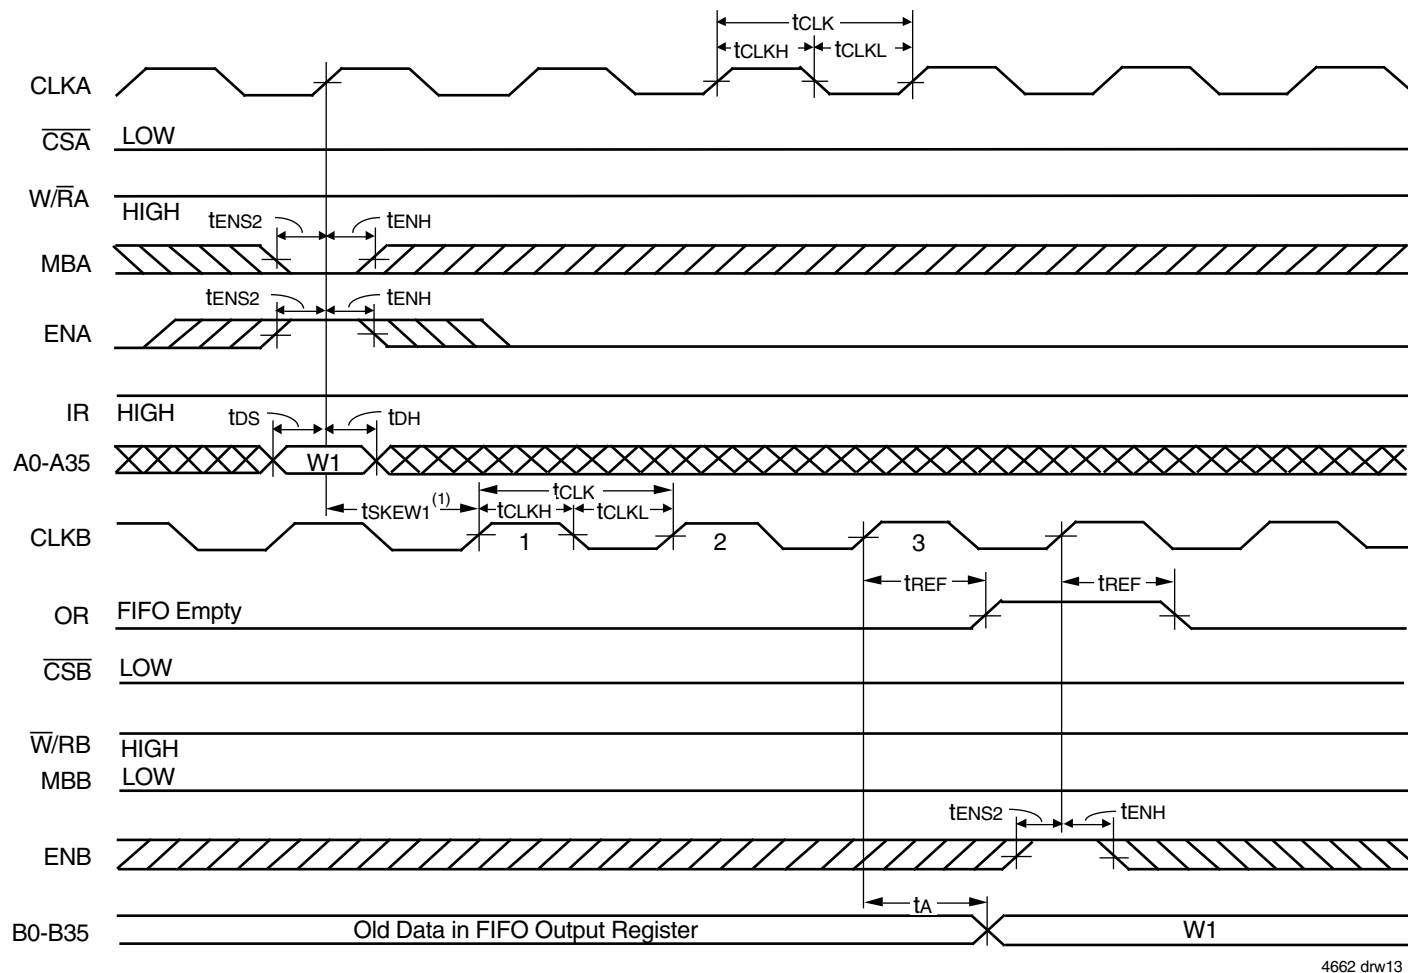 tCLK
tCLKH tCLKL
CLKA
CSA LOW
W/RA
HIGH tENS2 tENH
MBA
tENS2 tENH
ENA
IR HIGH tDS tDH
A0-A35 W1
tSKEW1(1) tCLK
tCLKH tCLKL
CLKB 1 2 3
tREF tREF
OR FIFO Empty
CSB LOW
W/RB HIGH
MBB LOW
tENS2 tENH
ENB
tA
B0-B35 Old Data in FIFO Output Register W1
4662 drw13